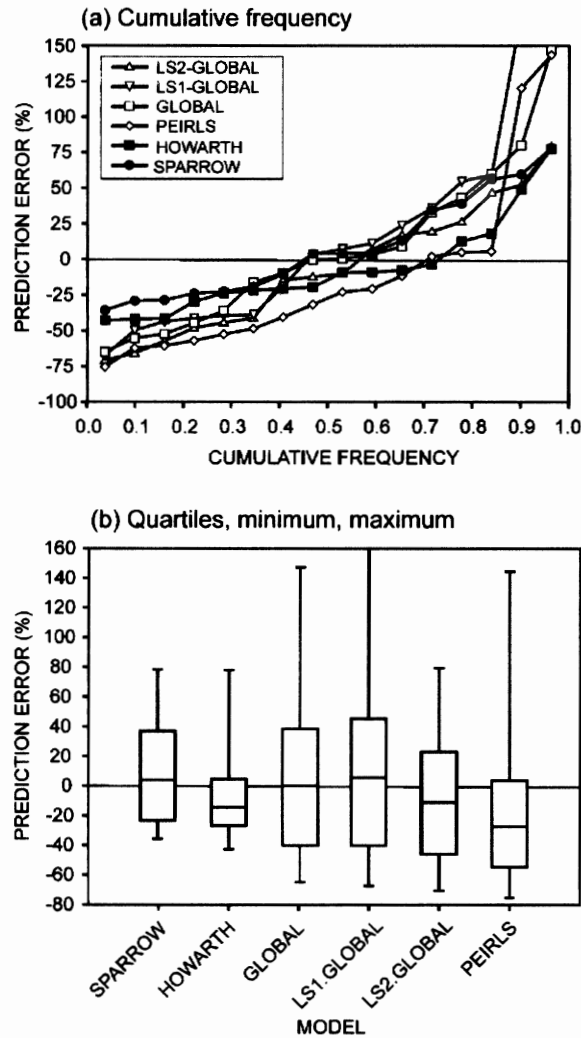 (a) Cumulative frequency
150
125
100
75
50
25
0
-25
-50
-75
-100
PREDICTION ERROR (%)
LS2-GLOBAL
LS1-GLOBAL
GLOBAL
PEIRLS
HOWARTH
SPARROW
0.0 0.1 0.2 0.3 0.4 0.5 0.6 0.7 0.8 0.9 1.0
CUMULATIVE FREQUENCY
(b) Quartiles, minimum, maximum
160
140
120
100
80
60
40
20
0
-20
-40
-60
-80
PREDICTION ERROR (%)
SPARROW
HOWARTH
GLOBAL
LS1.GLOBAL
LS2.GLOBAL
PEIRLS
MODEL